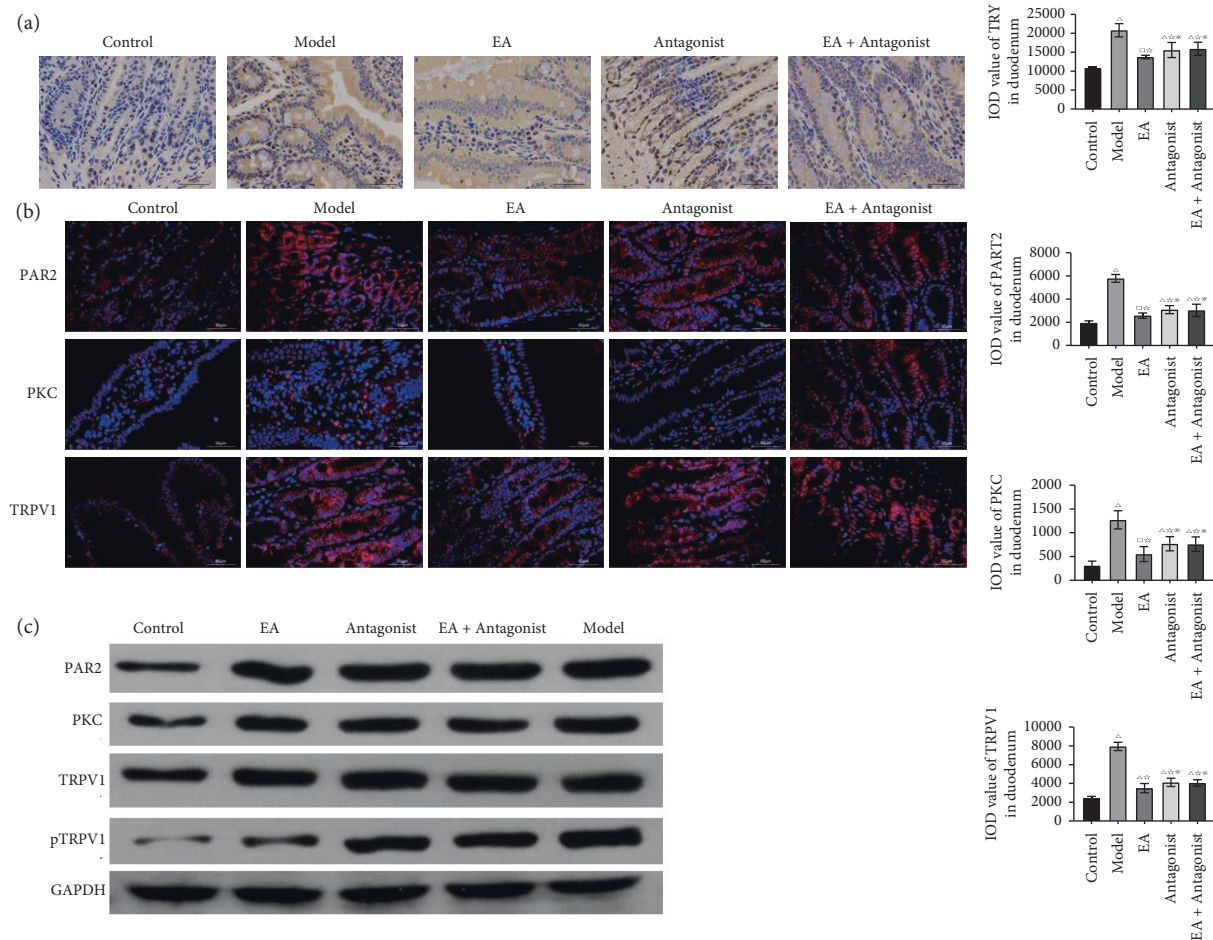 (a)
Control Model EA Antagonist EA + Antagonist
(b)
Control Model EA Antagonist EA + Antagonist
PAR2
PKC
TRPV1
(c)
Control EA Antagonist EA + Antagonist Model
PAR2
PKC
TRPV1
pTRPV1
GAPDH
IOD value of TRY
in duodenum
25000
20000
15000
10000
5000
0
△
□☆
△☆※
△☆※
Control
Model
EA
Antagonist
EA + Antagonist
IOD value of PART2
in duodenum
8000
6000
4000
2000
0
△
□☆
△☆※
△☆※
Control
Model
EA
Antagonist
EA + Antagonist
IOD value of PKC
in duodenum
2000
1500
1000
500
0
△
□☆
△☆※
△☆※
Control
Model
EA
Antagonist
EA + Antagonist
IOD value of TRPV1
in duodenum
10000
8000
6000
4000
2000
0
△
△☆
△☆※
△☆※
Control
Model
EA
Antagonist
EA + Antagonist